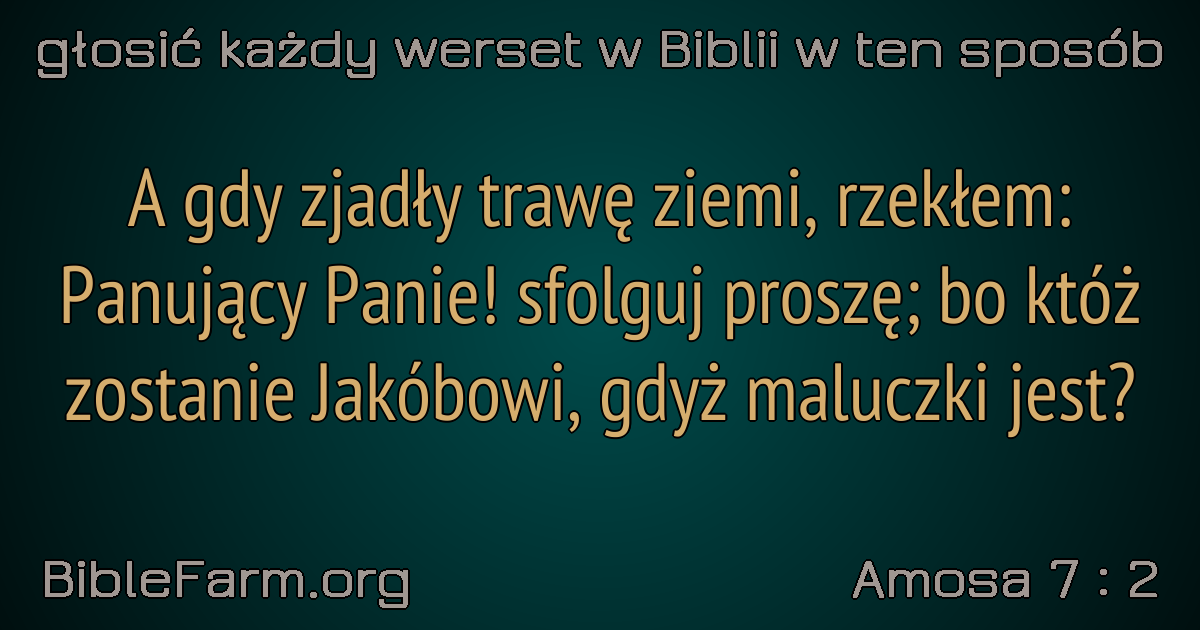 głosić każdy werset w Biblii w ten sposób
A gdy zjadły trawę ziemi, rzekłem:
Panujący Panie! sfolguj proszę; bo któż
zostanie Jakóbowi, gdyż maluczki jest?
BibleFarm.org
Amosa 7 : 2